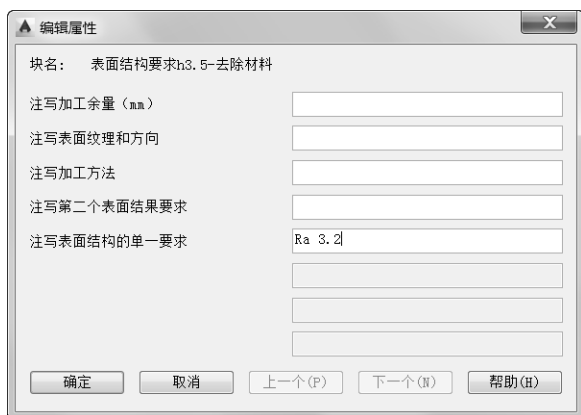 编辑属性
块名: 表面结构要求h3.5-去除材料
注写加工余量（mm）
注写表面纹理和方向
注写加工方法
注写第二个表面结果要求
注写表面结构的单一要求 Ra 3.2
确定 取消 上一个(P) 下一个(N) 帮助(H)